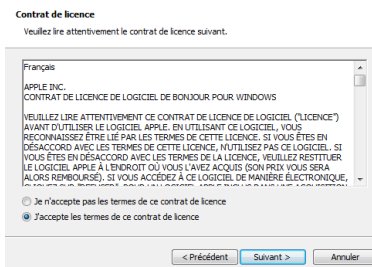 Contrat de licence
Veuillez lire attentivement le contrat de licence suivant.
Français
APPLE INC.
CONTRAT DE LICENCE DE LOGICIEL DE BONJOUR POUR WINDOWS
VEUILLEZ LIRE ATTENTIVEMENT CE CONTRAT DE LICENCE DE LOGICIEL ("LICENCE")
AVANT D'UTILISER LE LOGICIEL APPLE. EN UTILISANT CE LOGICIEL, VOUS
RECONNAISSEZ ÊTRE LIÉ PAR LES TERMES DE CETTE LICENCE. SI VOUS ÊTES EN
DÉSACCORD AVEC LES TERMES DE CETTE LICENCE, N'UTILISEZ PAS CE LOGICIEL. SI
VOUS ÊTES EN DÉSACCORD AVEC LES TERMES DE LA LICENCE, VEUILLEZ RESTITUER
LE LOGICIEL APPLE À L'ENDROIT OÙ VOUS L'AVEZ ACQUIS (SON PRIX VOUS SERA
ALORS REMBOURSÉ). SI VOUS ACCÉDEZ À CE LOGICIEL DE MANIÈRE ÉLECTRONIQUE,
Je n'accepte pas les termes de ce contrat de licence
J'accepte les termes de ce contrat de licence
< Précédent Suivant > Annuler